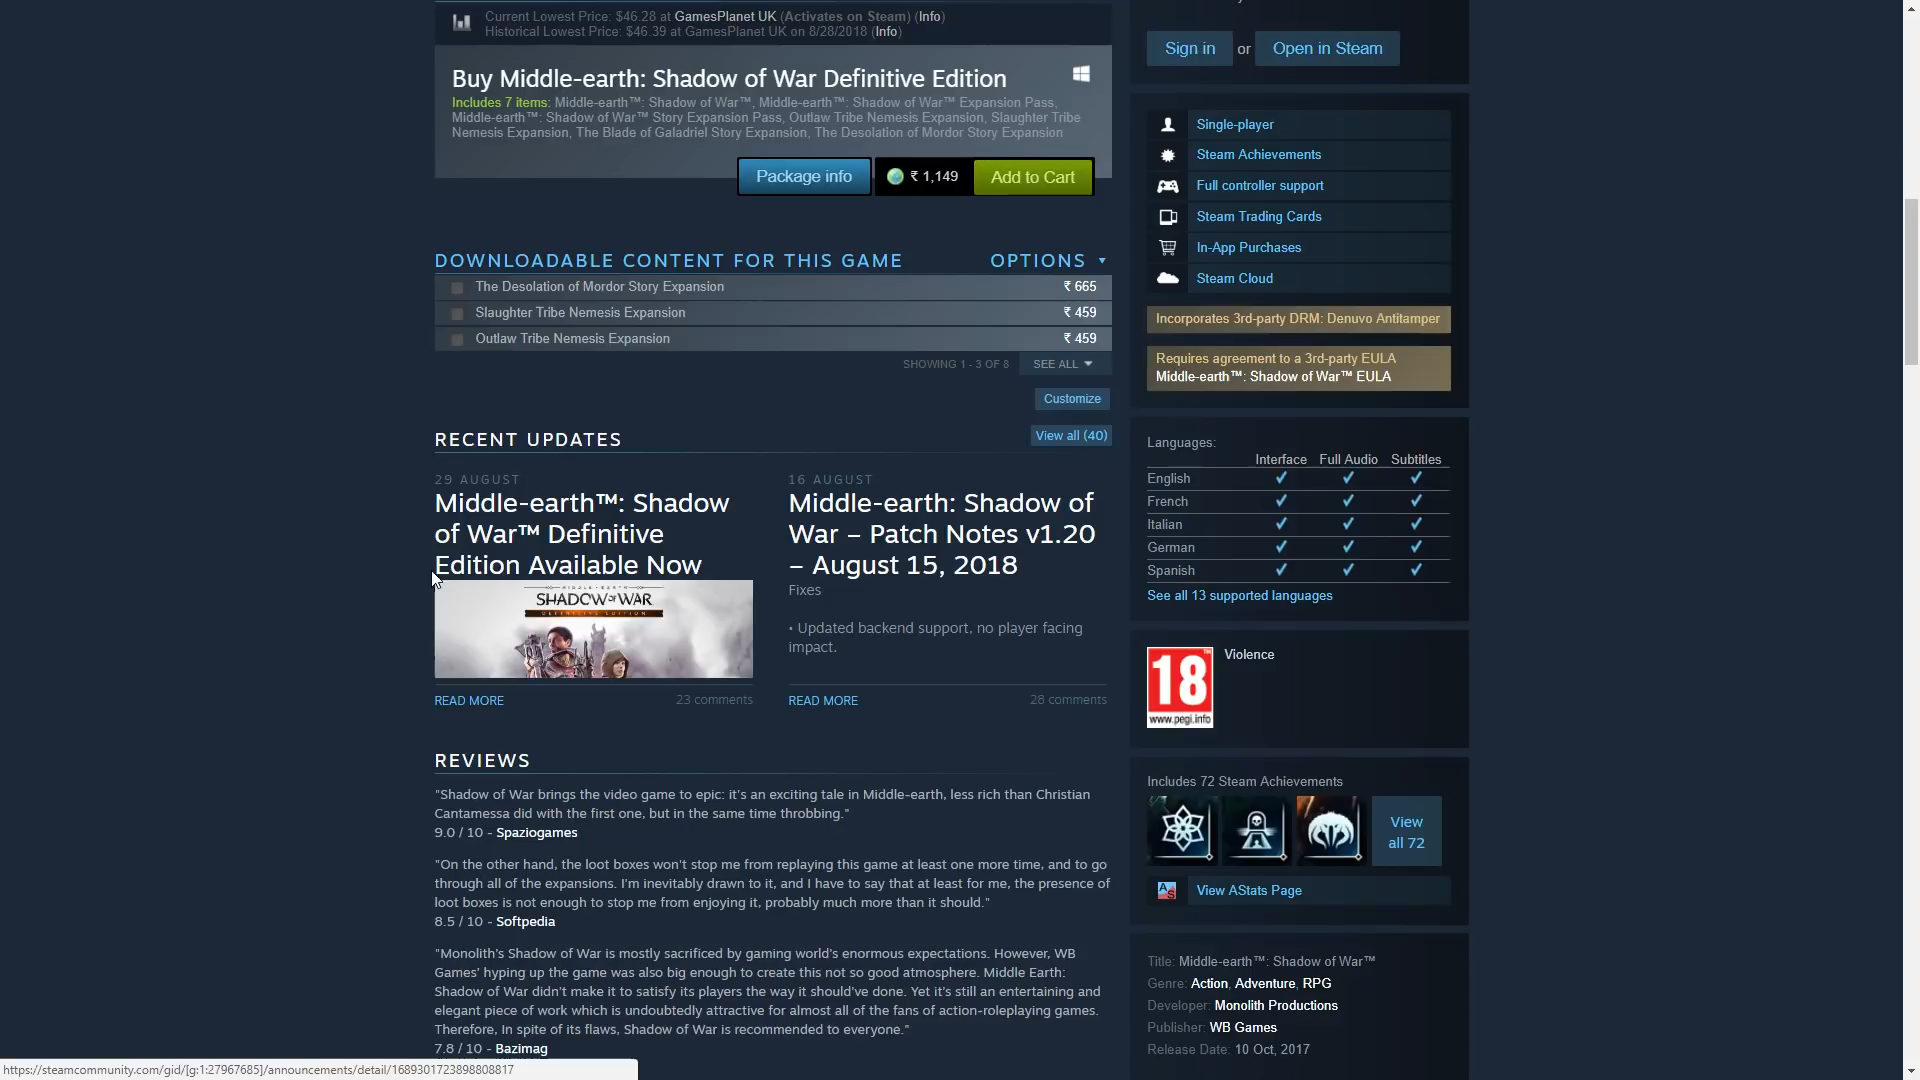 Current Lowest Price: $46.28 at GamesPlanet UK (Activates on Steam) (Info)
Historical Lowest Price: $46.39 at GamesPlanet UK on 8/28/2018 (Info)
Buy Middle-earth: Shadow of War Definitive Edition
Includes 7 items: Middle-earth™: Shadow of War™, Middle-earth™: Shadow of War™ Expansion Pass,
Middle-earth™: Shadow of War™ Story Expansion Pass, Outlaw Tribe Nemesis Expansion, Slaughter Tribe
Nemesis Expansion, The Blade of Galadriel Story Expansion, The Desolation of Mordor Story Expansion
Package info
₹ 1,149
Add to Cart
DOWNLOADABLE CONTENT FOR THIS GAME
OPTIONS
The Desolation of Mordor Story Expansion ₹ 665
Slaughter Tribe Nemesis Expansion ₹ 459
Outlaw Tribe Nemesis Expansion ₹ 459
SHOWING 1 - 3 OF 8
SEE ALL
Customize
RECENT UPDATES
View all (40)
29 AUGUST
Middle-earth™: Shadow
of War™ Definitive
Edition Available Now
MIDDLE-EARTH
SHADOW OF WAR
DEFINITIVE EDITION
READ MORE
23 comments
16 AUGUST
Middle-earth: Shadow of
War – Patch Notes v1.20
– August 15, 2018
Fixes
• Updated backend support, no player facing
impact.
READ MORE
28 comments
REVIEWS
"Shadow of War brings the video game to epic: it's an exciting tale in Middle-earth, less rich than Christian
Cantamessa did with the first one, but in the same time throbbing."
9.0 / 10 - Spaziogames
"On the other hand, the loot boxes won't stop me from replaying this game at least one more time, and to go
through all of the expansions. I'm inevitably drawn to it, and I have to say that at least for me, the presence of
loot boxes is not enough to stop me from enjoying it, probably much more than it should."
8.5 / 10 - Softpedia
"Monolith's Shadow of War is mostly sacrificed by gaming world's enormous expectations. However, WB
Games' hyping up the game was also big enough to create this not so good atmosphere. Middle Earth:
Shadow of War didn't make it to satisfy its players the way it should've done. Yet it's still an entertaining and
elegant piece of work which is undoubtedly attractive for almost all of the fans of action-roleplaying games.
Therefore, In spite of its flaws, Shadow of War is recommended to everyone."
7.8 / 10 - Bazimag
https://steamcommunity.com/gid/[g:1:27967685]/announcements/detail/1689301723898808817
Sign in or Open in Steam
Single-player
Steam Achievements
Full controller support
Steam Trading Cards
In-App Purchases
Steam Cloud
Incorporates 3rd-party DRM: Denuvo Antitamper
Requires agreement to a 3rd-party EULA
Middle-earth™: Shadow of War™ EULA
Languages:
Interface Full Audio Subtitles
English ✔ ✔ ✔
French ✔ ✔ ✔
Italian ✔ ✔ ✔
German ✔ ✔ ✔
Spanish ✔ ✔ ✔
See all 13 supported languages
18
www.pegi.info
Violence
Includes 72 Steam Achievements
View
all 72
AS
View AStats Page
Title: Middle-earth™: Shadow of War™
Genre: Action, Adventure, RPG
Developer: Monolith Productions
Publisher: WB Games
Release Date: 10 Oct, 2017